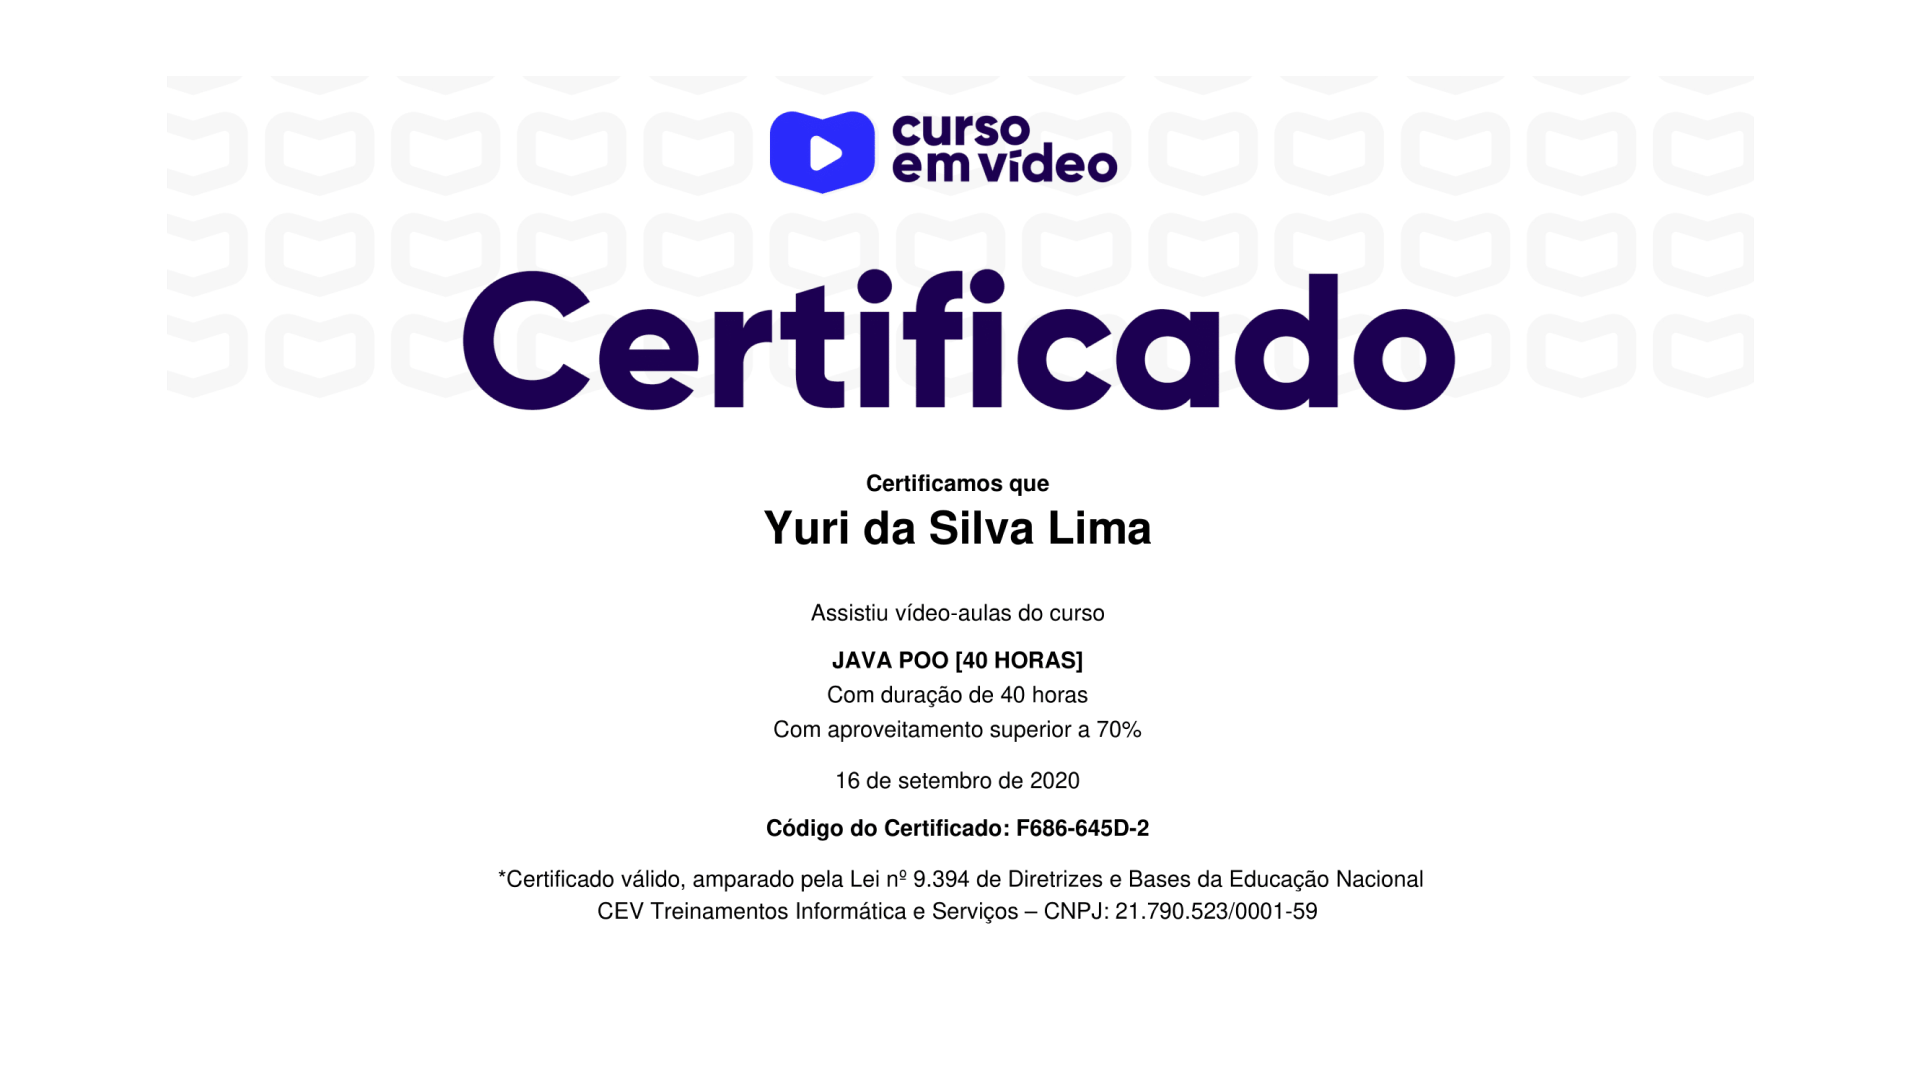 curso
em vídeo
Certificado
Certificamos que
Yuri da Silva Lima
Assistiu vídeo-aulas do curso
JAVA POO [40 HORAS]
Com duração de 40 horas
Com aproveitamento superior a 70%
16 de setembro de 2020
Código do Certificado: F686-645D-2
*Certificado válido, amparado pela Lei nº 9.394 de Diretrizes e Bases da Educação Nacional
CEV Treinamentos Informática e Serviços – CNPJ: 21.790.523/0001-59